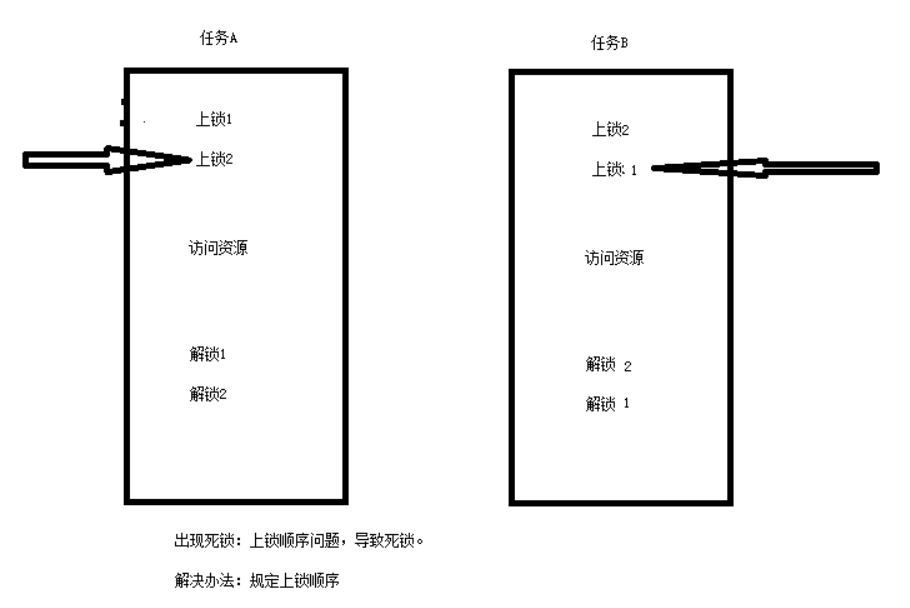 任务A
上锁1
上锁2
访问资源
解锁1
解锁2
任务B
上锁2
上锁 1
访问资源
解锁 2
解锁 1
出现死锁：上锁顺序问题，导致死锁。
解决办法：规定上锁顺序